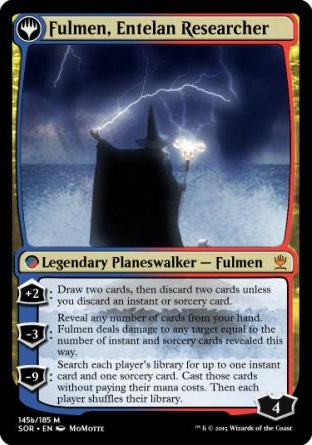 Fulmen, Entelan Researcher
Legendary Planeswalker — Fulmen
+2: Draw two cards, then discard two cards unless
you discard an instant or sorcery card.
Reveal any number of cards from your hand.
-3: Fulmen deals damage to any target equal to the
number of instant and sorcery cards revealed this
way.
Search each player's library for up to one instant
-9: card and one sorcery card. Cast those cards
without paying their mana costs. Then each
player shuffles their library.
4
145b/185 M
SOR • EN MoMotte
™ & © 2015 Wizards of the Coast